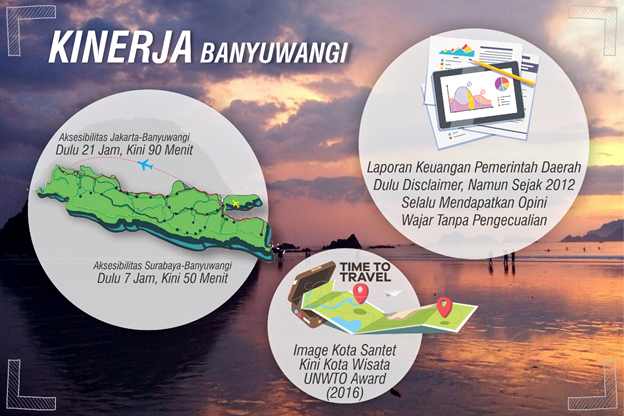 KINERJA BANYUWANGI
Aksesibilitas Jakarta-Banyuwangi
Dulu 21 Jam, Kini 90 Menit
Aksesibilitas Surabaya-Banyuwangi
Dulu 7 Jam, Kini 50 Menit
Laporan Keuangan Pemerintah Daerah
Dulu Disclaimer, Namun Sejak 2012
Selalu Mendapatkan Opini
Wajar Tanpa Pengecualian
TIME TO
TRAVEL
Image Kota Santet
Kini Kota Wisata
UNWTO Award
(2016)